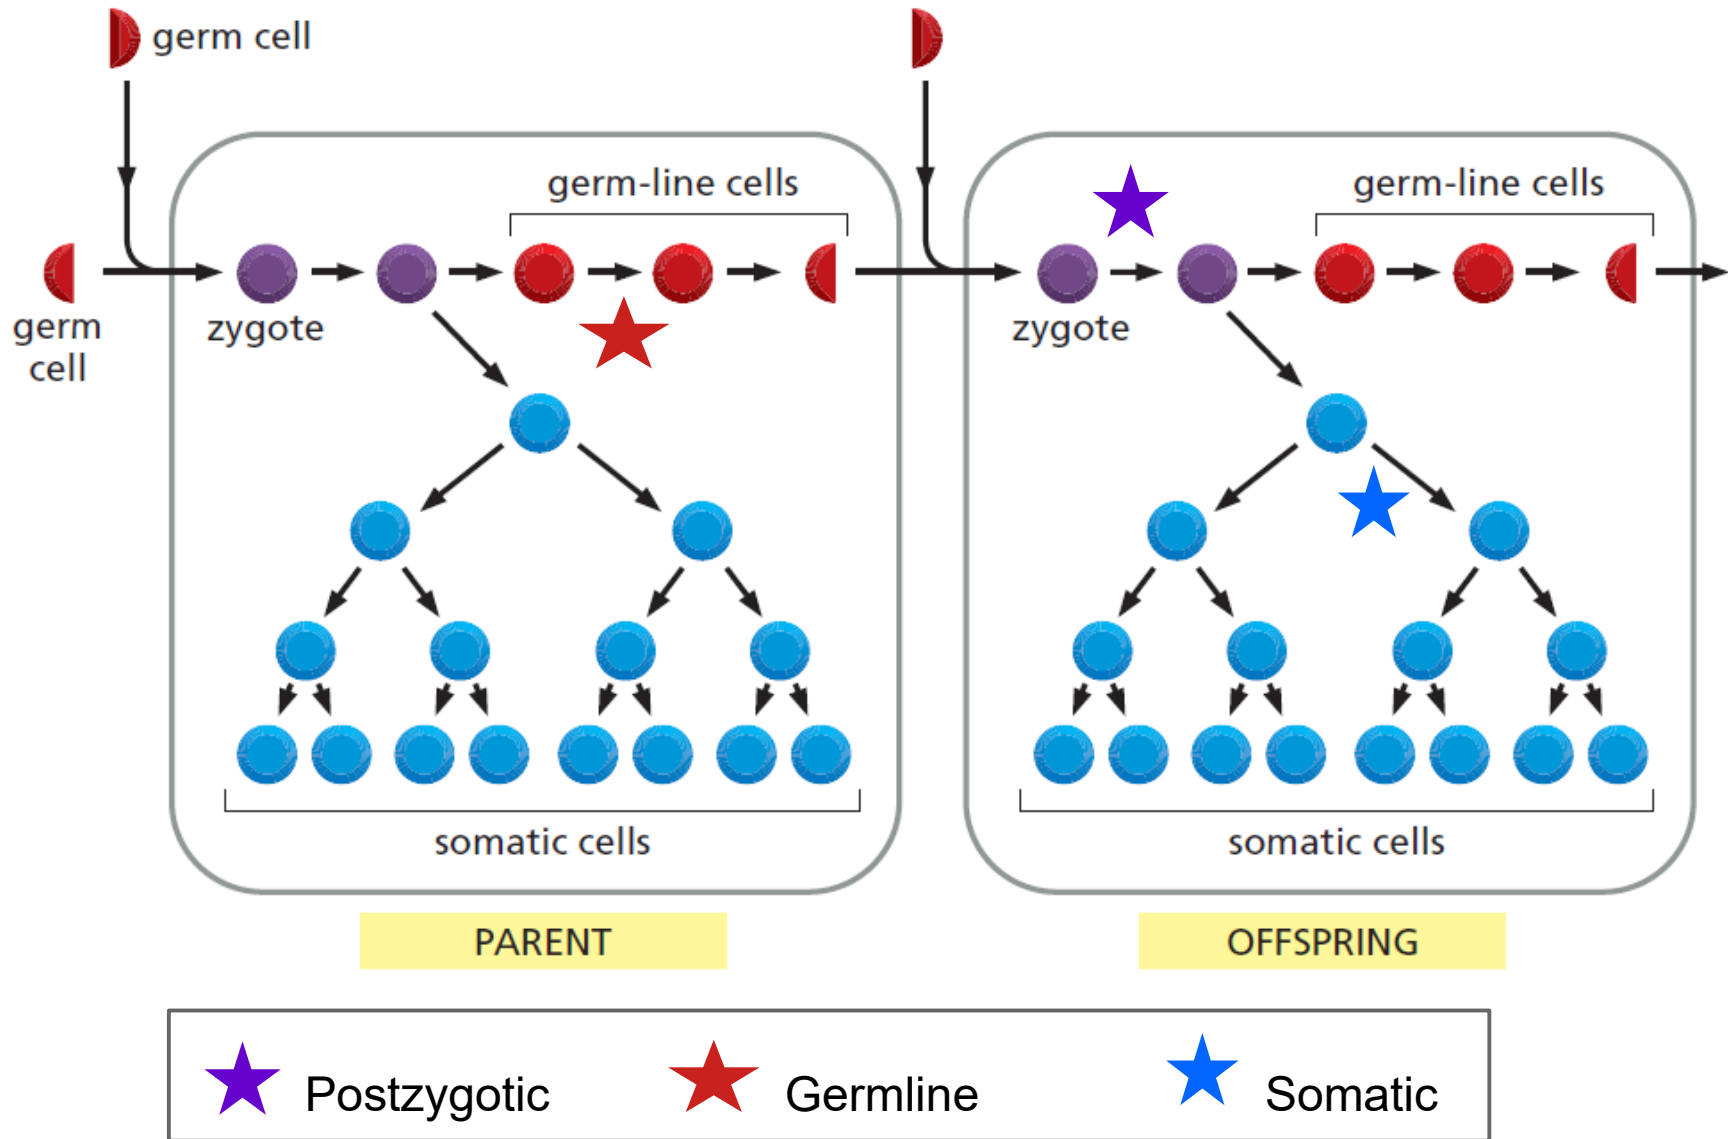 germ cell
germ-line cells
germ-line cells
germ
cell
zygote
zygote
somatic cells
somatic cells
PARENT
OFFSPRING
Postzygotic
Germline
Somatic